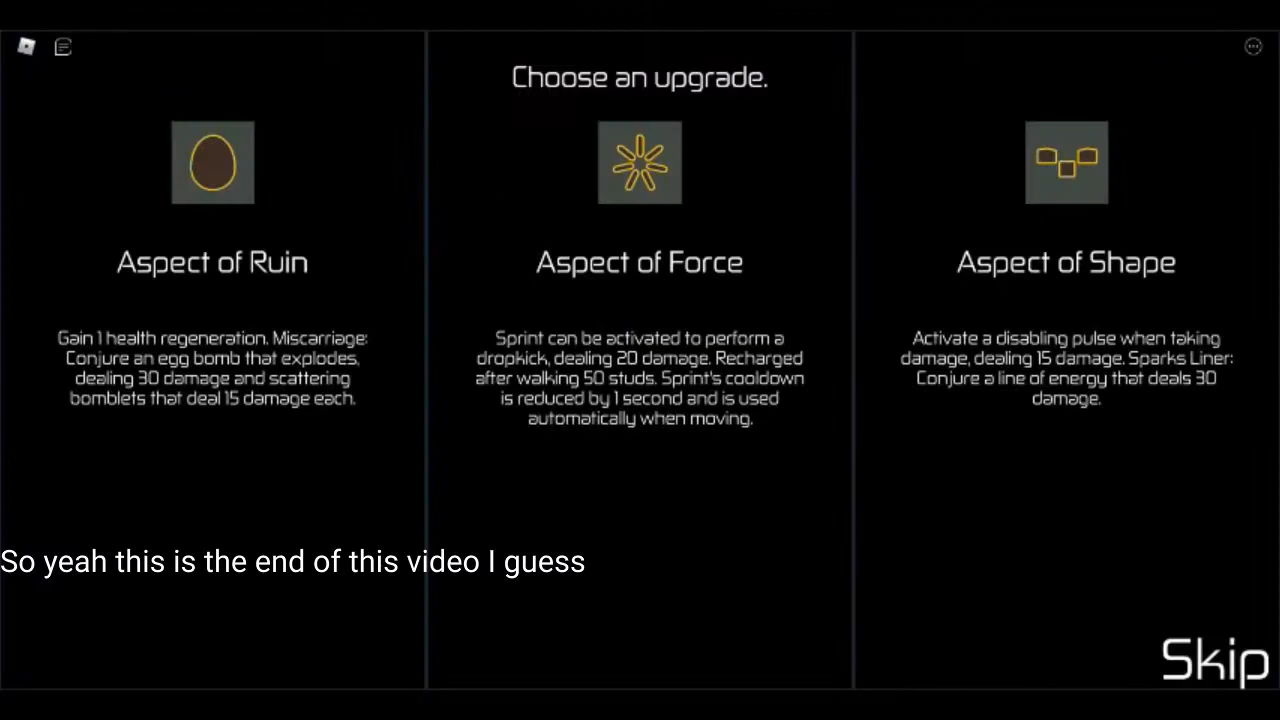 Choose an upgrade.
Aspect of Ruin
Gain 1 health regeneration. Miscarriage:
Conjure an egg bomb that explodes,
dealing 30 damage and scattering
bomblets that deal 15 damage each.
Aspect of Force
Sprint can be activated to perform a
dropkick, dealing 20 damage. Recharged
after walking 50 studs. Sprint's cooldown
is reduced by 1 second and is used
automatically when moving.
Aspect of Shape
Activate a disabling pulse when taking
damage, dealing 15 damage. Sparks Liner:
Conjure a line of energy that deals 30
damage.
So yeah this is the end of this video I guess
Skip